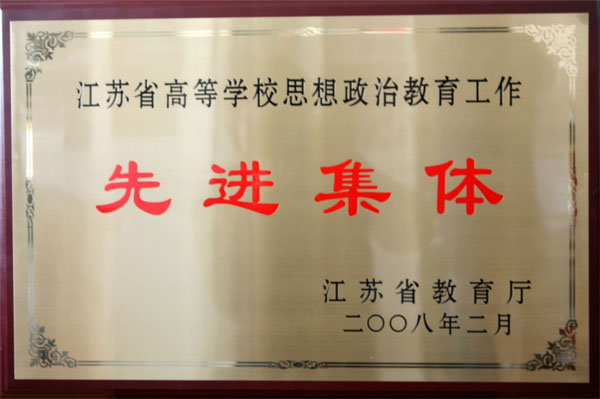 江苏省高等学校思想政治教育工作
先进集体
江苏省教育厅
二〇〇八年二月